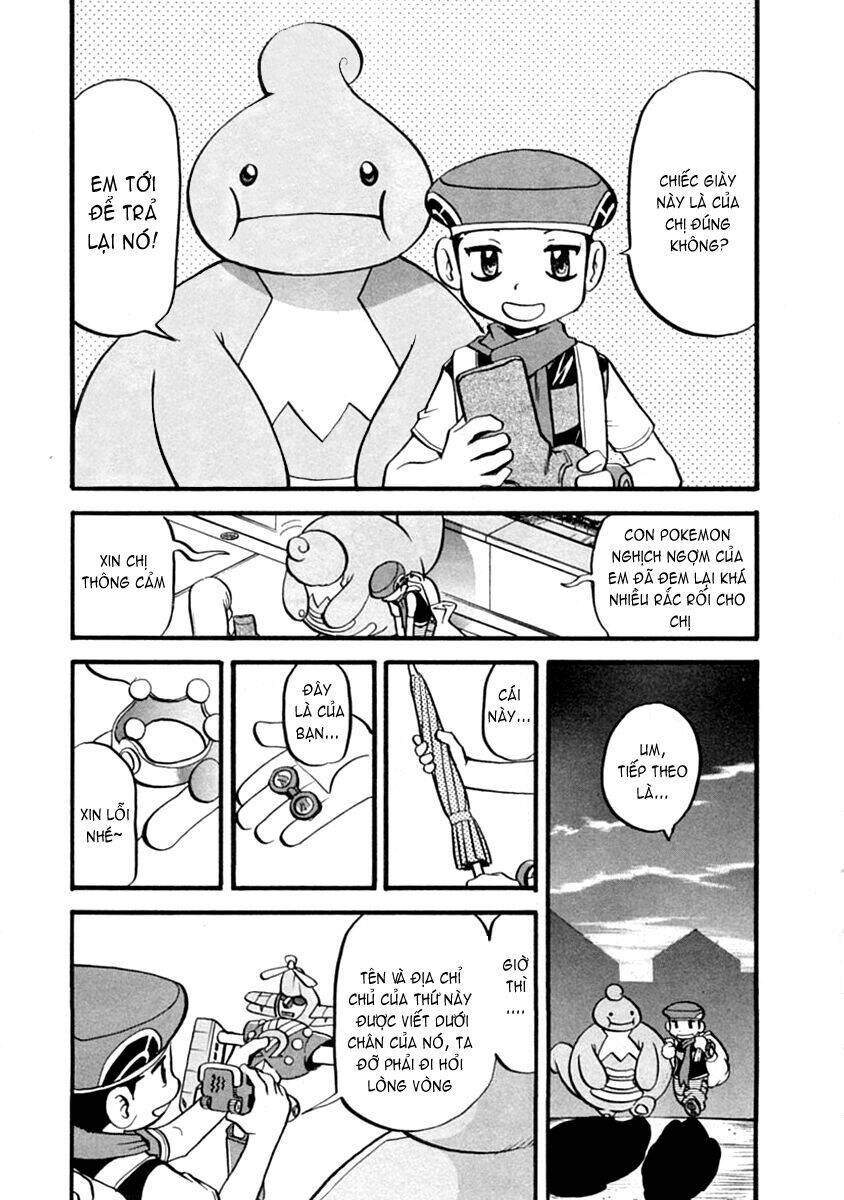 CHIẾC GIÀY
NÀY LÀ CỦA
CHỊ ĐÚNG
KHÔNG?
EM TỚI
ĐỂ TRẢ
LẠI NÓ!
CON POKEMON
NGHỊCH NGỢM CỦA
EM ĐÃ ĐEM LẠI KHÁ
NHIỀU RẮC RỐI CHO
CHỊ
XIN CHỊ
THÔNG CẢM
UM,
TIẾP THEO
LÀ...
CÁI
NÀY...
ĐÂY
LÀ CỦA
BẠN...
XIN LỖI
NHÉ~
GIỜ
THÌ
....
TÊN VÀ ĐỊA CHỈ
CHỦ CỦA THỨ NÀY
ĐƯỢC VIẾT DƯỚI
CHÂN CỦA NÓ, TA
ĐỠ PHẢI ĐI HỎI
LÒNG VÒNG